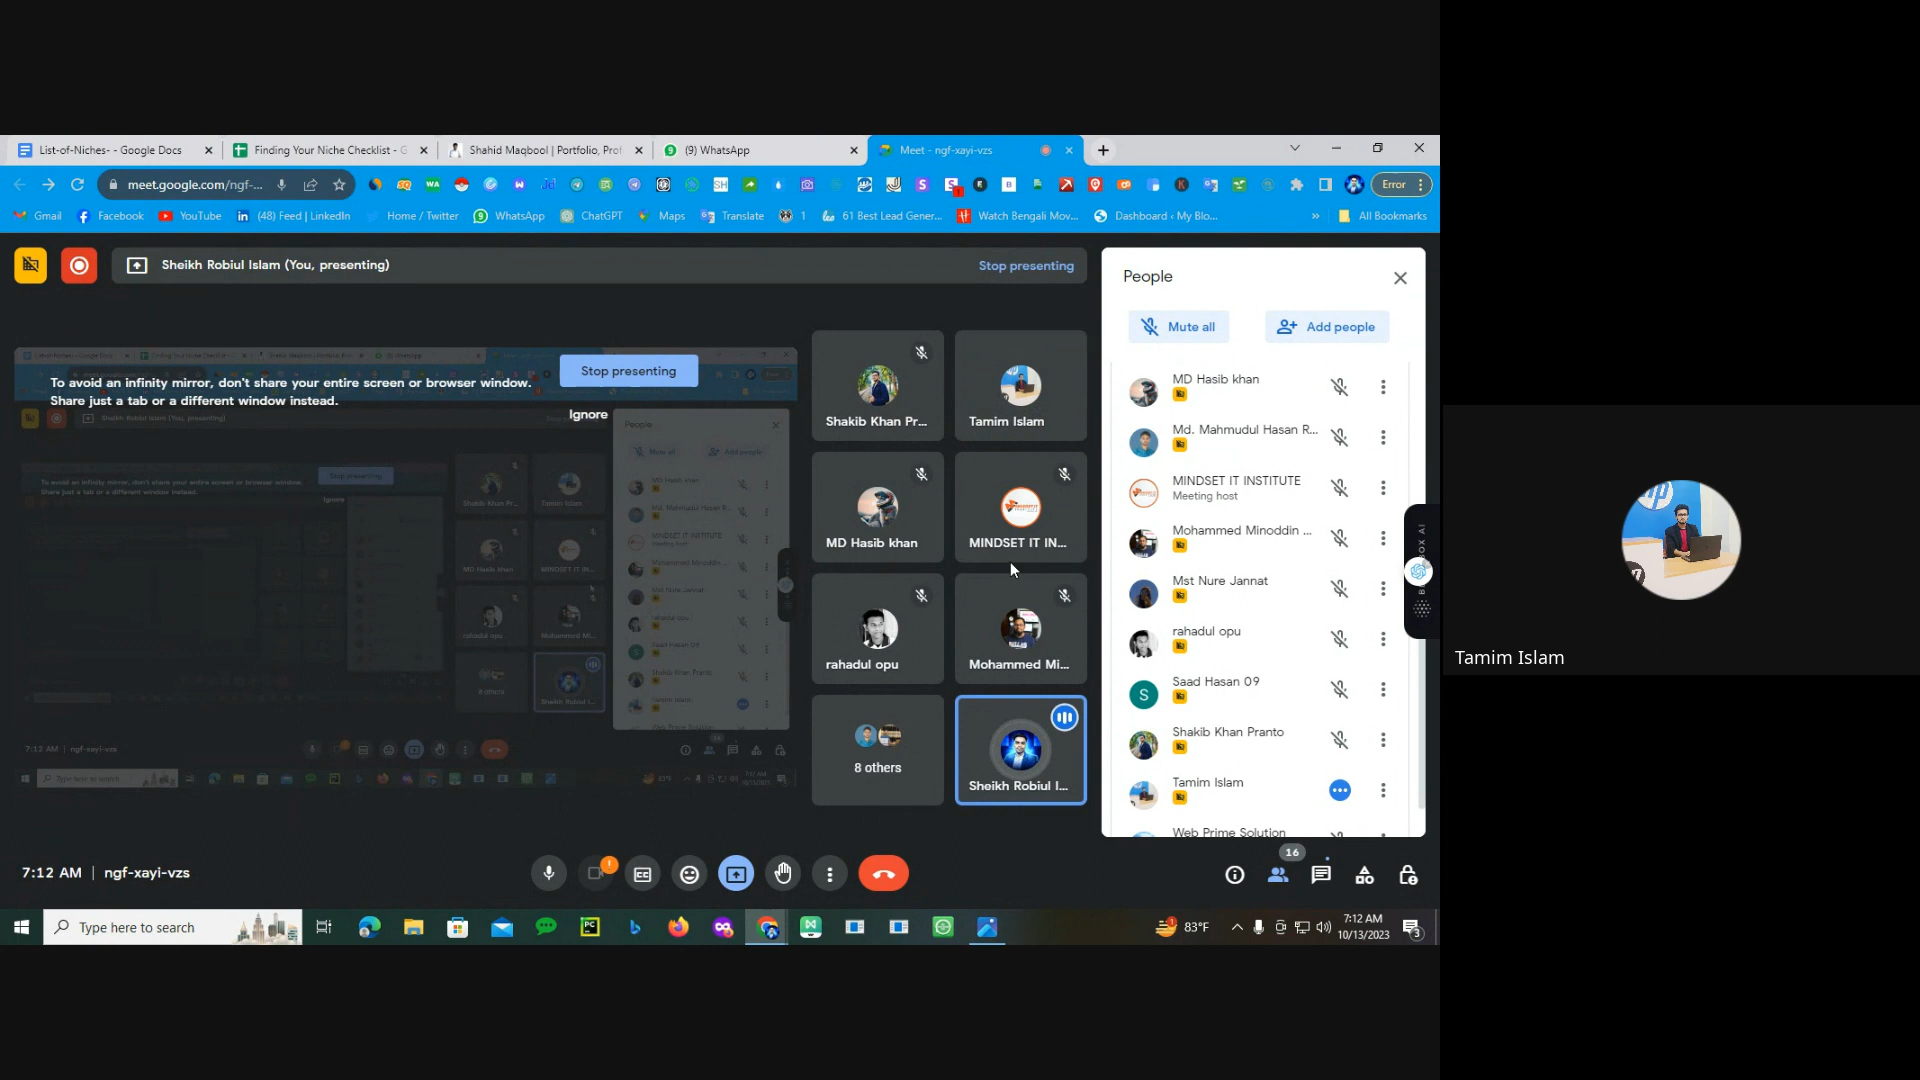 List-of-Niches- - Google Docs
Finding Your Niche Checklist - G
Shahid Maqbool | Portfolio, Prof
(9) WhatsApp
Meet - ngf-xayi-vzs
meet.google.com/ngf-...
Error
Gmail
Facebook
YouTube
(48) Feed | LinkedIn
Home / Twitter
WhatsApp
ChatGPT
Maps
Translate
1
61 Best Lead Gener...
Watch Bengali Mov...
Dashboard ‹ My Blo...
»
All Bookmarks
Sheikh Robiul Islam (You, presenting)
Stop presenting
To avoid an infinity mirror, don't share your entire screen or browser window.
Share just a tab or a different window instead.
Stop presenting
Ignore
Shakib Khan Pr...
Tamim Islam
MD Hasib khan
MINDSET IT IN...
rahadul opu
Mohammed Mi...
8 others
Sheikh Robiul I...
People
Mute all
Add people
MD Hasib khan
Md. Mahmudul Hasan R...
MINDSET IT INSTITUTE
Meeting host
Mohammed Minoddin ...
Mst Nure Jannat
rahadul opu
S
Saad Hasan 09
Shakib Khan Pranto
Tamim Islam
Web Prime Solution
Tamim Islam
7:12 AM | ngf-xayi-vzs
16
Type here to search
83°F
7:12 AM
10/13/2023
3